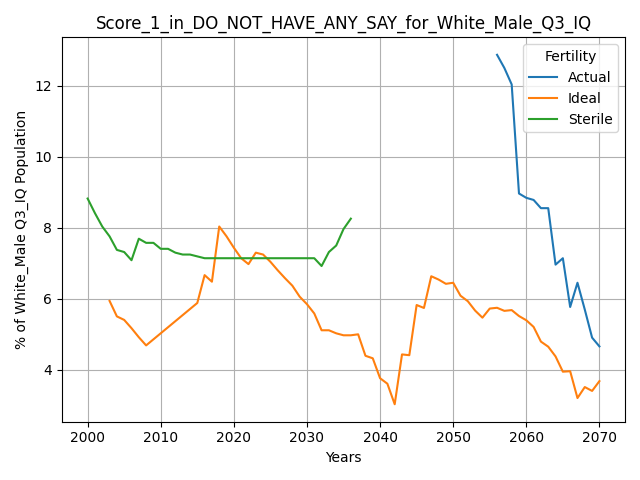 Score_1_in_DO_NOT_HAVE_ANY_SAY_for_White_Male_Q3_IQ
% of White_Male Q3_IQ Population
12
10
8
6
4
Fertility
Actual
Ideal
Sterile
2000 2010 2020 2030 2040 2050 2060 2070
Years